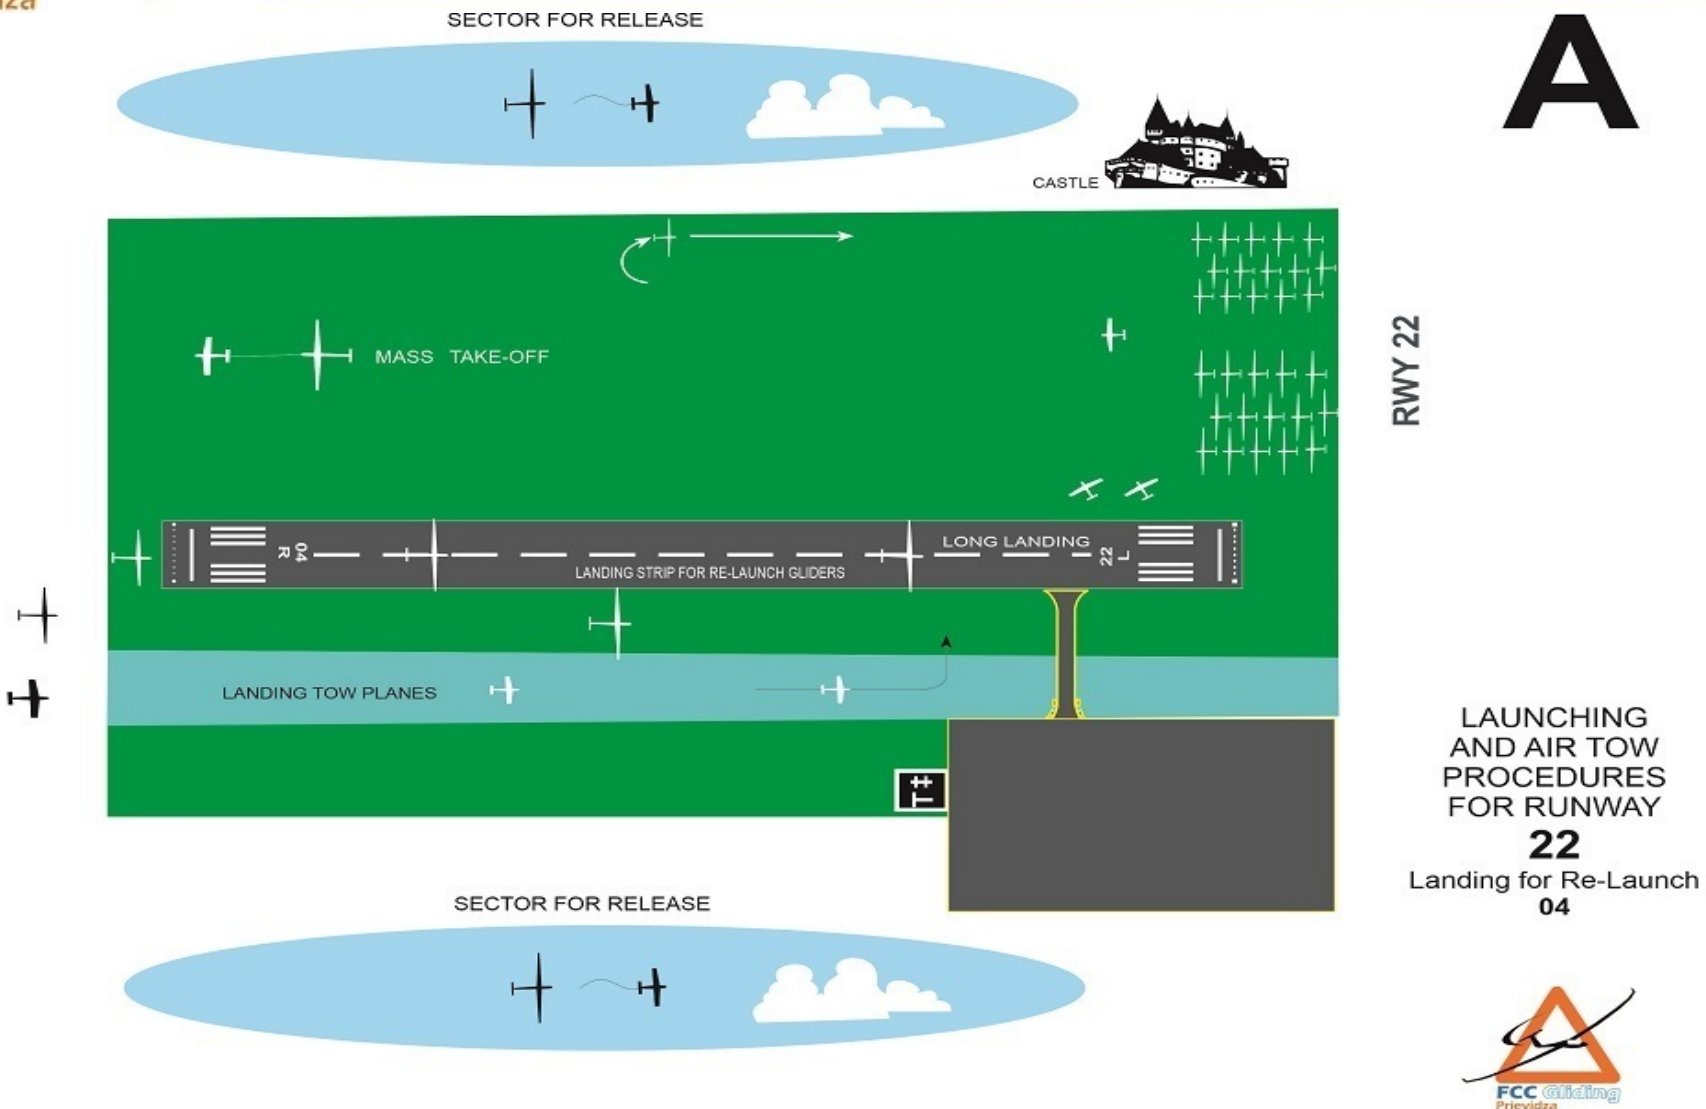 SECTOR FOR RELEASE
A
CASTLE
MASS TAKE-OFF
RWY 22
04
R
LONG LANDING
22
L
LANDING STRIP FOR RE-LAUNCH GLIDERS
LANDING TOW PLANES
T
LAUNCHING
AND AIR TOW
PROCEDURES
FOR RUNWAY
22
Landing for Re-Launch
04
SECTOR FOR RELEASE
FCC Gliding
Prievidza